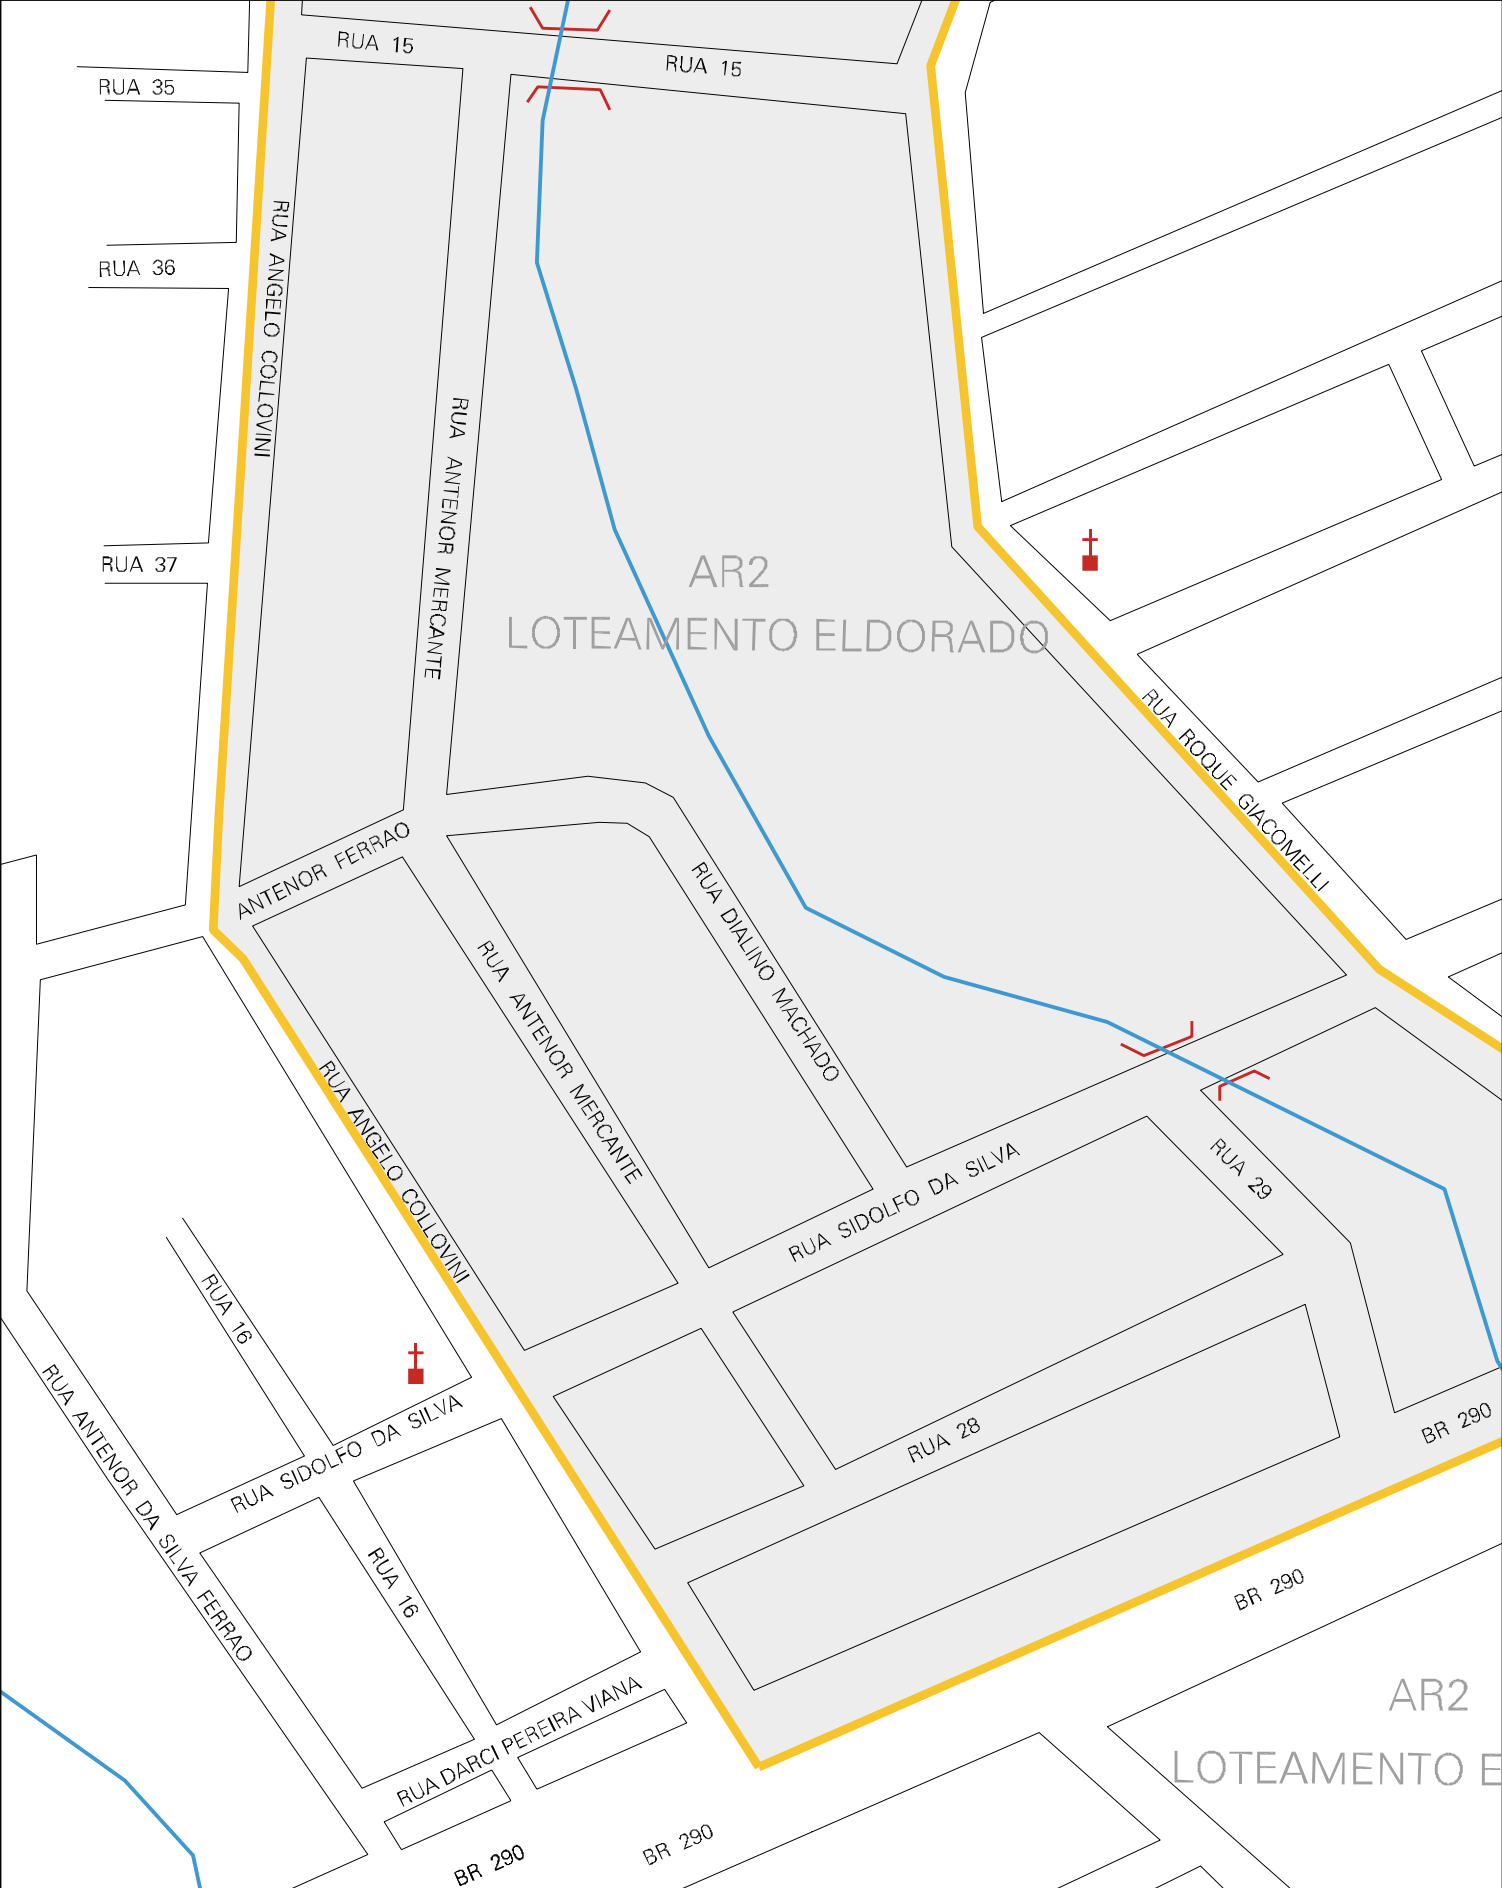 RUA 15
RUA 15
RUA 35
RUA ANGELO COLLOVINI
RUA 36
RUA ANTENOR MERCANTE
RUA 37
AR2
LOTEAMENTO ELDORADO
RUA ROQUE GIACOMELLI
ANTENOR FERRAO
RUA DIALINO MACHADO
RUA ANTENOR MERCANTE
RUA ANGELO COLLOVINI
RUA SIDOLFO DA SILVA
RUA 29
RUA 16
RUA ANTENOR DA SILVA FERRAO
RUA SIDOLFO DA SILVA
RUA 28
BR 290
RUA 16
BR 290
RUA DARCI PEREIRA VIANA
AR2
LOTEAMENTO E
BR 290
BR 290